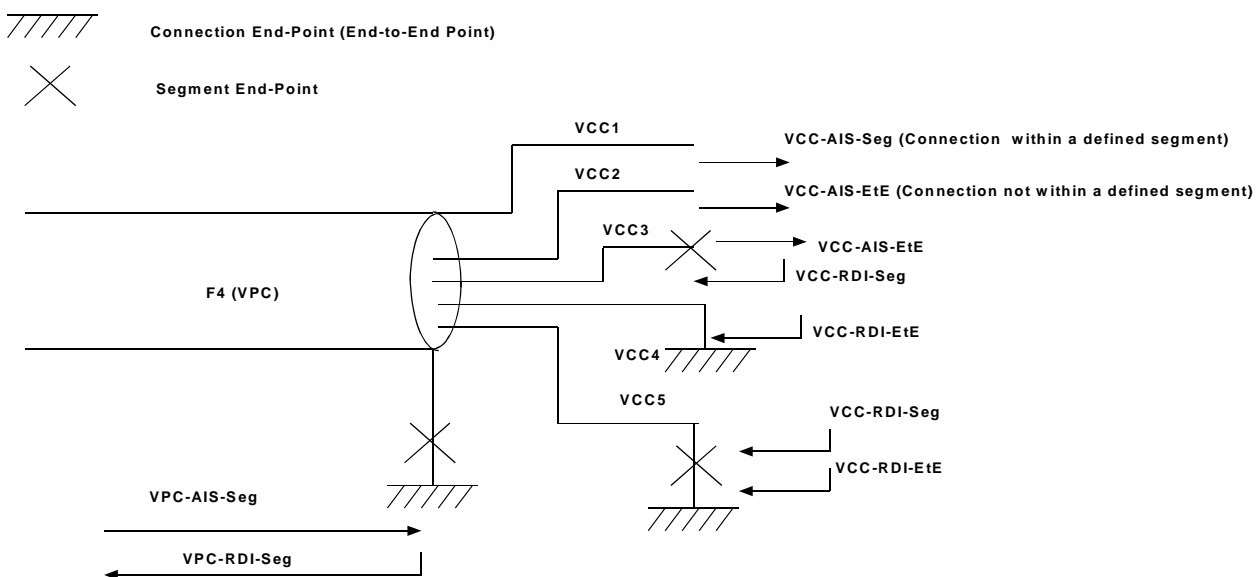 Connection End-Point (End-to-End Point)
Segment End-Point
VCC1
VCC-AIS-Seg (Connection within a defined segment)
VCC2
VCC-AIS-EtE (Connection not within a defined segment)
VCC3
VCC-AIS-EtE
VCC-RDI-Seg
F4 (VPC)
VCC-RDI-EtE
VCC4
VCC5
VCC-RDI-Seg
VCC-RDI-EtE
VPC-AIS-Seg
VPC-RDI-Seg